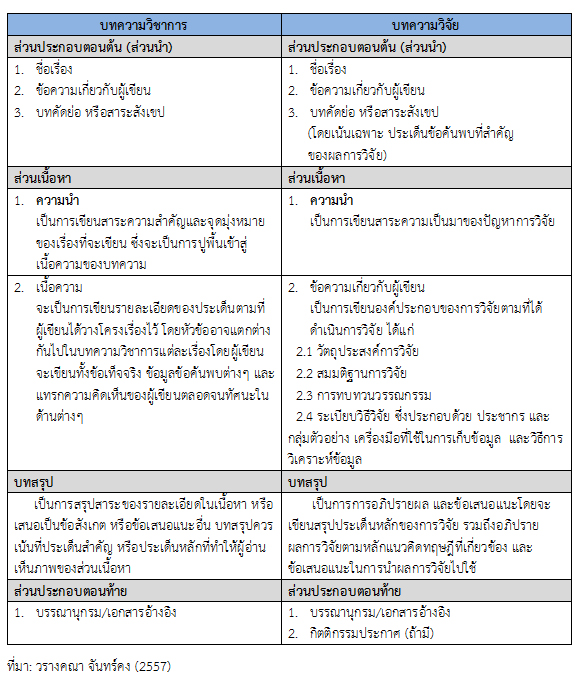 บทความวิชาการ
บทความวิจัย
ส่วนประกอบตอนต้น (ส่วนนำ)
ส่วนประกอบตอนต้น (ส่วนนำ)
1. ชื่อเรื่อง
2. ข้อความเกี่ยวกับผู้เขียน
3. บทคัดย่อ หรือสาระสังเขป
1. ชื่อเรื่อง
2. ข้อความเกี่ยวกับผู้เขียน
3. บทคัดย่อ หรือสาระสังเขป
(โดยเน้นเฉพาะ ประเด็นข้อค้นพบที่สำคัญ
ของผลการวิจัย)
ส่วนเนื้อหา
ส่วนเนื้อหา
1. ความนำ
เป็นการเขียนสาระความสำคัญและจุดมุ่งหมาย
ของเรื่องที่จะเขียน ซึ่งจะเป็นการปูพื้นเข้าสู่
เนื้อความของบทความ
1. ความนำ
เป็นการเขียนสาระความเป็นมาของปัญหาการวิจัย
2. เนื้อความ
จะเป็นการเขียนรายละเอียดของประเด็นตามที่
ผู้เขียนได้วางโครงเรื่องไว้ โดยหัวข้ออาจแตกต่าง
กันไปในบทความวิชาการแต่ละเรื่องโดยผู้เขียน
จะเขียนทั้งข้อเท็จจริง ข้อมูลข้อค้นพบต่างๆ และ
แทรกความคิดเห็นของผู้เขียนตลอดจนทัศนะใน
ด้านต่างๆ
2. ข้อความเกี่ยวกับผู้เขียน
เป็นการเขียนองค์ประกอบของการวิจัยตามที่ได้
ดำเนินการวิจัย ได้แก่
2.1 วัตถุประสงค์การวิจัย
2.2 สมมติฐานการวิจัย
2.3 การทบทวนวรรณกรรม
2.4 ระเบียบวิธีวิจัย ซึ่งประกอบด้วย ประชากร และ
กลุ่มตัวอย่าง เครื่องมือที่ใช้ในการเก็บข้อมูล และวิธีการ
วิเคราะห์ข้อมูล
บทสรุป
บทสรุป
เป็นการสรุปสาระของรายละเอียดในเนื้อหา หรือ
เสนอเป็นข้อสังเกต หรือข้อเสนอแนะอื่น บทสรุปควร
เน้นที่ประเด็นสำคัญ หรือประเด็นหลักที่ทำให้ผู้อ่าน
เห็นภาพของส่วนเนื้อหา
เป็นการการอภิปรายผล และข้อเสนอแนะโดยจะ
เขียนสรุปประเด็นหลักของการวิจัย รวมถึงอภิปราย
ผลการวิจัยตามหลักแนวคิดทฤษฎีที่เกี่ยวข้อง และ
ข้อเสนอแนะในการนำผลการวิจัยไปใช้
ส่วนประกอบตอนท้าย
ส่วนประกอบตอนท้าย
1. บรรณานุกรม/เอกสารอ้างอิง
1. บรรณานุกรม/เอกสารอ้างอิง
2. กิตติกรรมประกาศ (ถ้ามี)
ที่มา: วรางคณา จันทร์คง (2557)